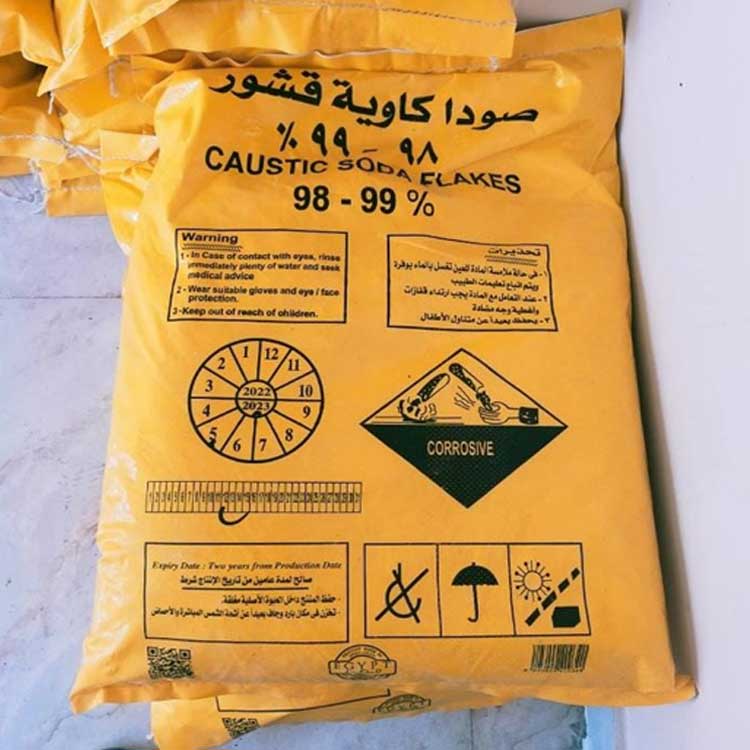 صودا كاوية قشور
٩٨ - ٩٩ %
CAUSTIC SODA FLAKES
98 - 99 %
Warning
1 - In Case of contact with eyes, rinse
immediately plenty of water and seek
medical advice
2 - Wear suitable gloves and eye / face
protection.
3 -Keep out of reach of children.
تحذيرات
١ - في حالة ملامسة المادة للعين تغسل بالماء بوفرة
ويتم اتباع تعليمات الطبيب
٢ - عند التعامل مع المادة يجب ارتداء قفازات
وأغطية وجه مضادة
٣ - يحفظ بعيداً عن متناول الأطفال
1 12 11 10 9 8 7 6 5 4 3 2
2022
2023
CORROSIVE
Expiry Date : Two years from Production Date
صالح لمدة عامين من تاريخ الإنتاج شرط
- حفظ المنتج داخل العبوة الأصلية مغلقة.
- تخزن في مكان بارد وجاف بعيداً عن أشعة الشمس المباشرة والأحماض
EGYPT